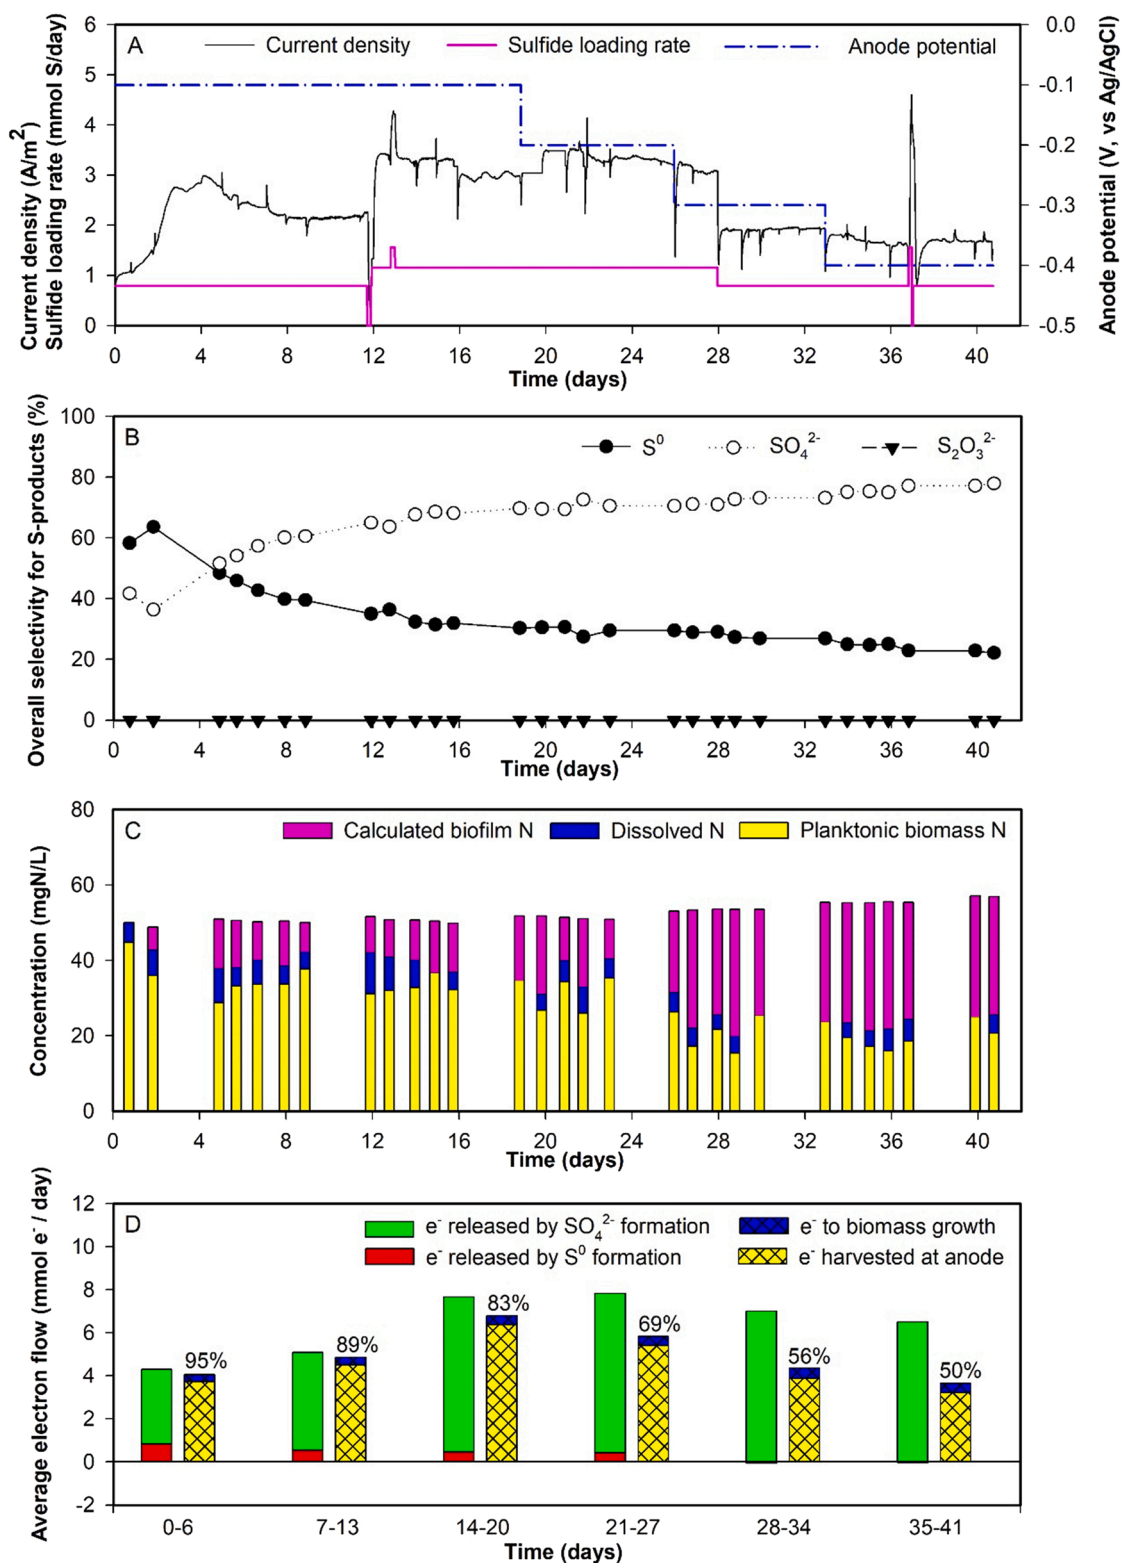 A
Current density
Sulfide loading rate
Anode potential
Current density (A/m²)
Sulfide loading rate (mmol S/day)
6
5
4
3
2
1
0
0.0
-0.1
-0.2
-0.3
-0.4
-0.5
Anode potential (V, vs Ag/AgCl)
0 4 8 12 16 20 24 28 32 36 40
Time (days)
B
S⁰
SO₄²⁻
S₂O₃²⁻
Overall selectivity for S-products (%)
100
80
60
40
20
0
0 4 8 12 16 20 24 28 32 36 40
Time (days)
C
Calculated biofilm N
Dissolved N
Planktonic biomass N
Concentration (mgN/L)
80
60
40
20
0
0 4 8 12 16 20 24 28 32 36 40
Time (days)
D
e⁻ released by SO₄²⁻ formation
e⁻ to biomass growth
e⁻ released by S⁰ formation
e⁻ harvested at anode
Average electron flow (mmol e⁻ / day)
12
10
8
6
4
2
0
-2
95%
89%
83%
69%
56%
50%
0-6 7-13 14-20 21-27 28-34 35-41
Time (days)